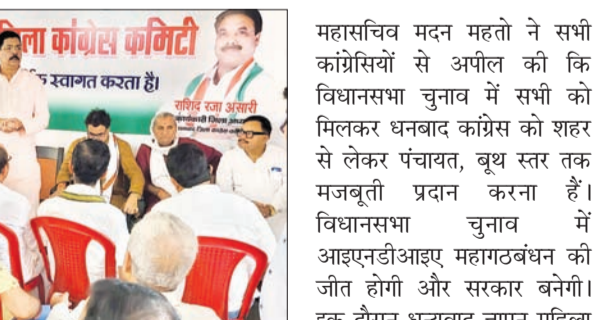 जिला कांग्रेस कमिटी
स्वागत करता है।
राशिद रजा अंसारी
महासचिव मदन महतो ने सभी
कांग्रेसियों से अपील की कि
विधानसभा चुनाव में सभी को
मिलकर धनबाद कांग्रेस को शहर
से लेकर पंचायत, बूथ स्तर तक
मजबूती प्रदान करना हैं।
विधानसभा चुनाव में
आइएनडीआइए महागठबंधन की
जीत होगी और सरकार बनेगी।